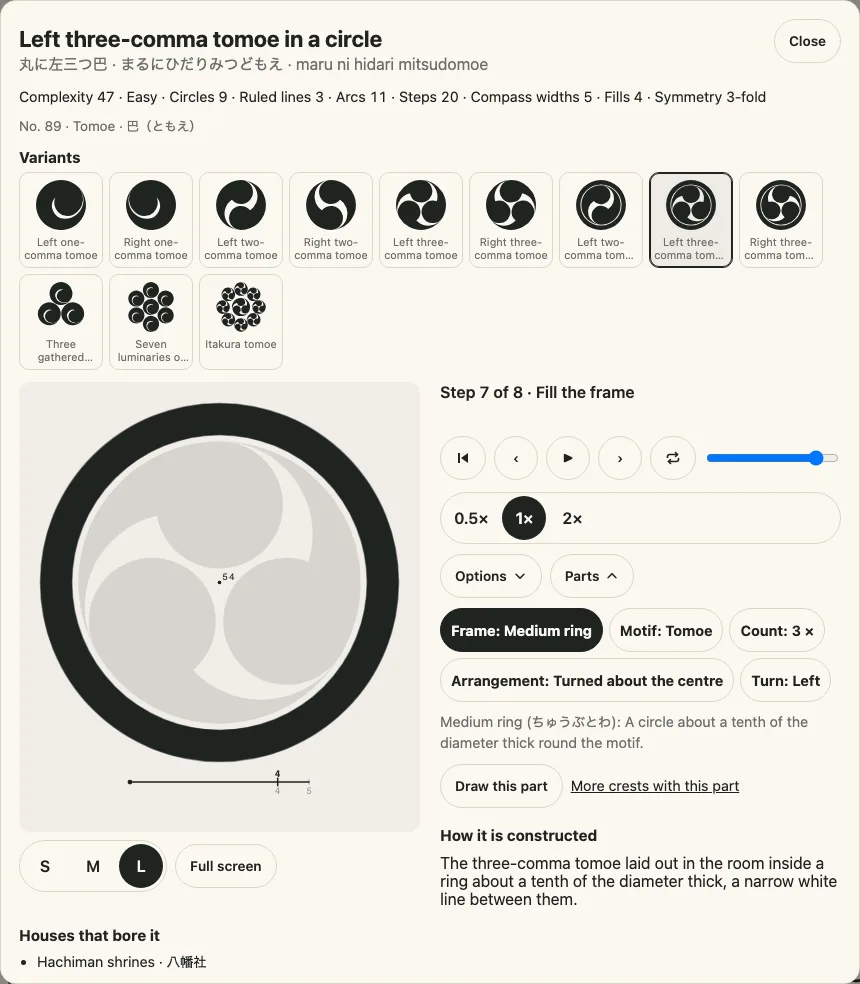 Left three-comma tomoe in a circle
Close
丸に左三つ巴 · まるにひだりみつどもえ · maru ni hidari mitsudomoe
Complexity 47 · Easy · Circles 9 · Ruled lines 3 · Arcs 11 · Steps 20 · Compass widths 5 · Fills 4 · Symmetry 3-fold
No. 89 · Tomoe · 巴（ともえ）
Variants
Left one-
comma tomoe
Right one-
comma tomoe
Left two-
comma tomoe
Right two-
comma tomoe
Left three-
comma tomoe
Right three-
comma tomoe
Left two-
comma tom...
Left three-
comma tom...
Right three-
comma tom...
Three
gathered...
Seven
luminaries o...
Itakura tomoe
54
4
4
5
S
M
L
Full screen
Step 7 of 8 · Fill the frame
0.5×
1×
2×
Options
Parts
Frame: Medium ring
Motif: Tomoe
Count: 3 ×
Arrangement: Turned about the centre
Turn: Left
Medium ring (ちゅうぶとわ): A circle about a tenth of the
diameter thick round the motif.
Draw this part
More crests with this part
How it is constructed
The three-comma tomoe laid out in the room inside a
ring about a tenth of the diameter thick, a narrow white
line between them.
Houses that bore it
• Hachiman shrines · 八幡社